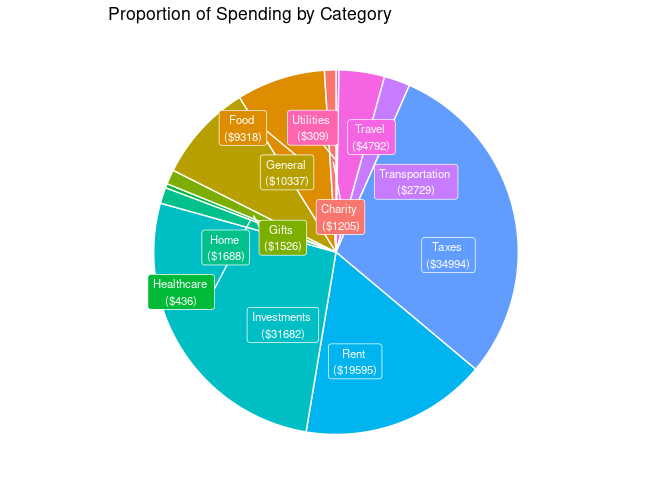 Proportion of Spending by Category
Food
($9318)
Utilities
($309)
Travel
($4792)
General
($10337)
Transportation
($2729)
Charity
($1205)
Gifts
($1526)
Home
($1688)
Taxes
($34994)
Healthcare
($436)
Investments
($31682)
Rent
($19595)